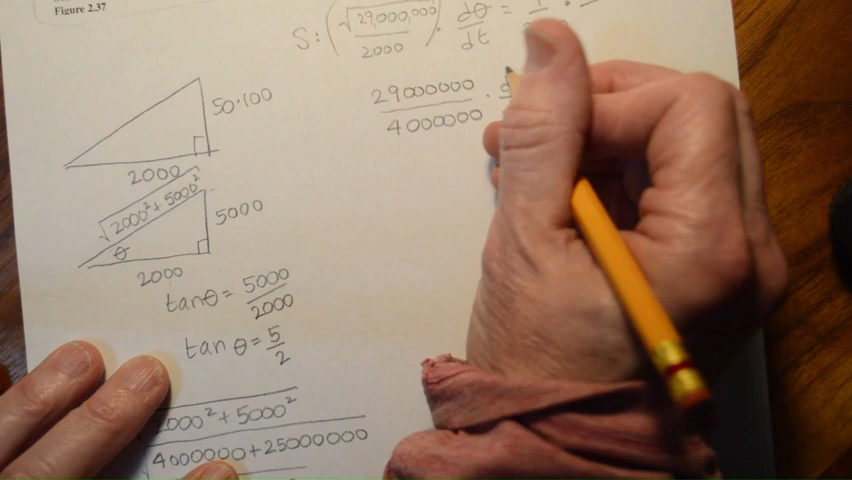 Figure 2.37
S: (√29,000,000 / 2000) · dθ/dt = 1
29000000 / 4000000 ·
50·100
2000
√2000² + 5000²
5000
θ
2000
tanθ = 5000/2000
tan θ = 5/2
2000² + 5000²
√4000000 + 25000000